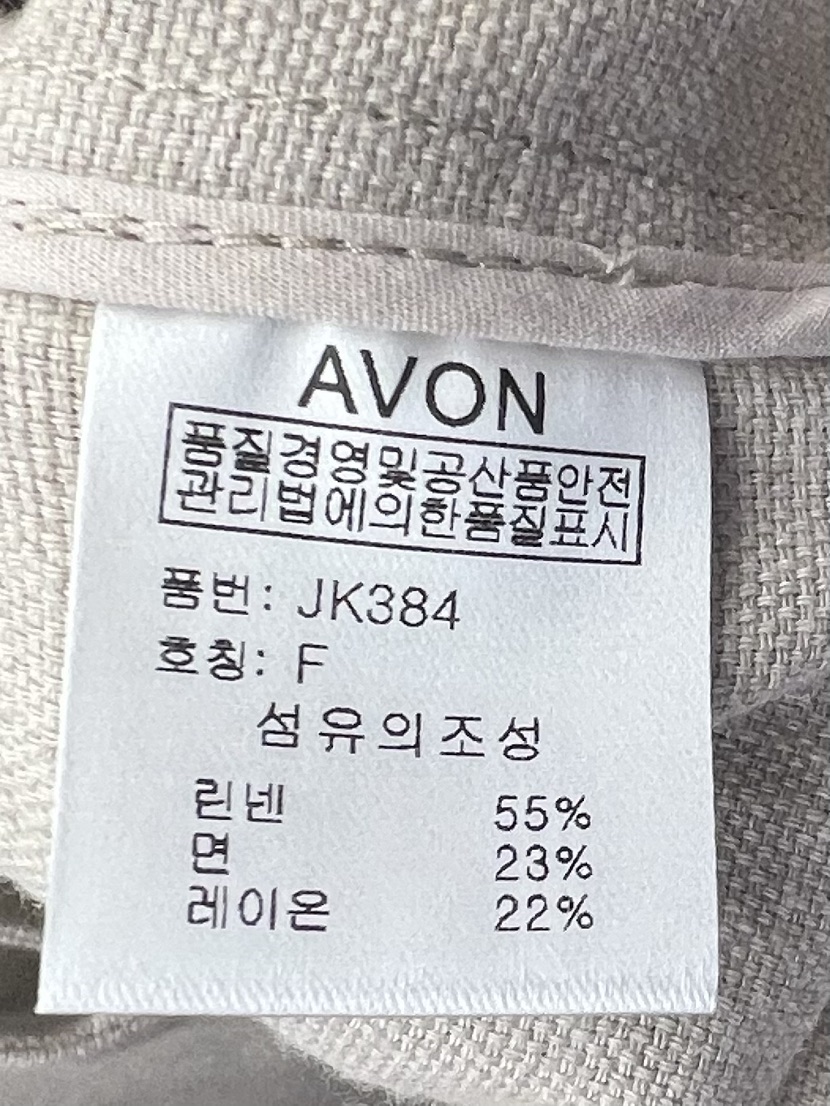 AVON
품질경영및공산품안전
관리법에의한품질표시
품번: JK384
호칭: F
섬유의조성
린넨 55%
면 23%
레이온 22%